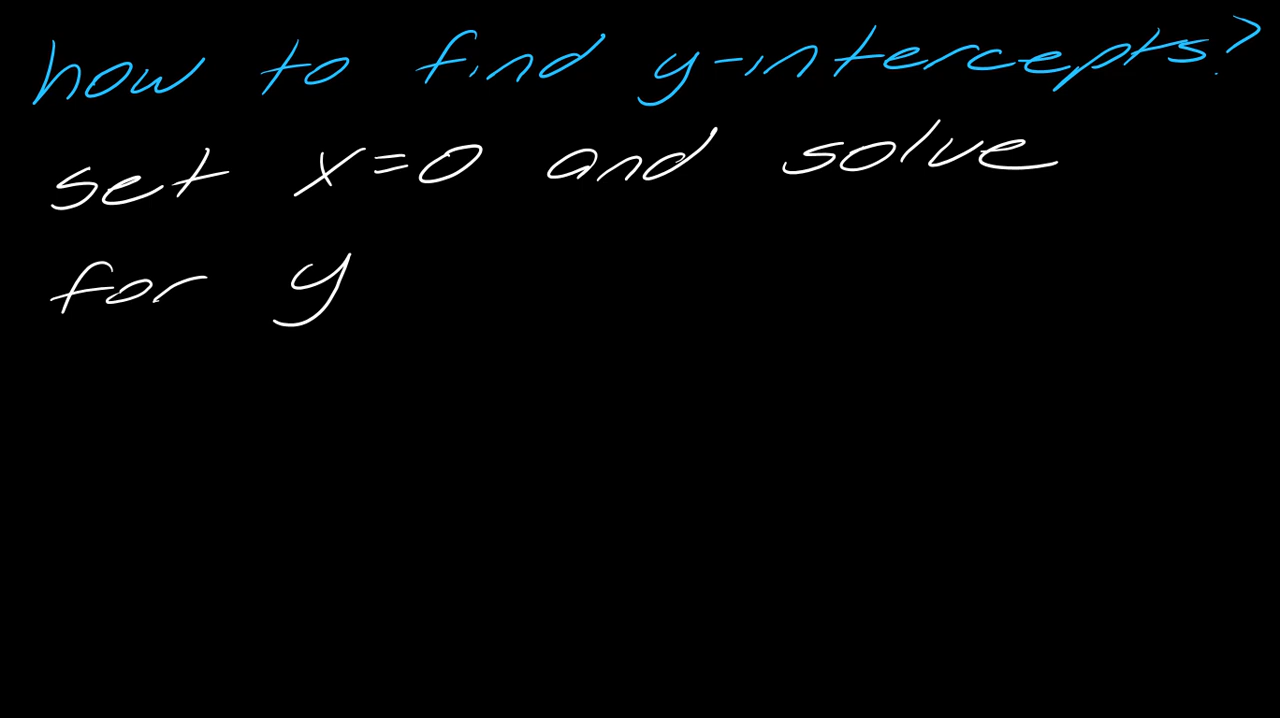 how to find y-intercepts?
set x=0 and solve
for y